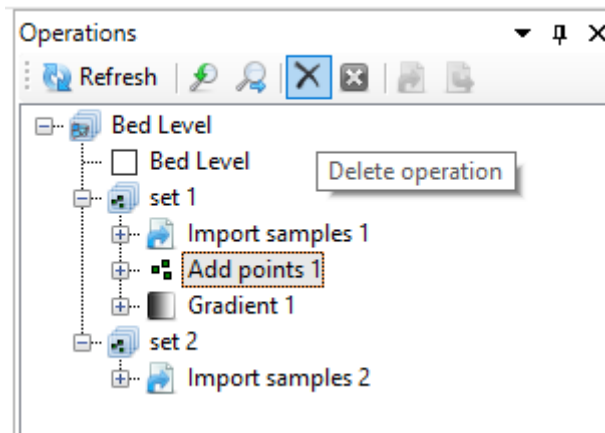 Operations
Refresh
Bed Level
Bed Level
Delete operation
set 1
Import samples 1
Add points 1
Gradient 1
set 2
Import samples 2